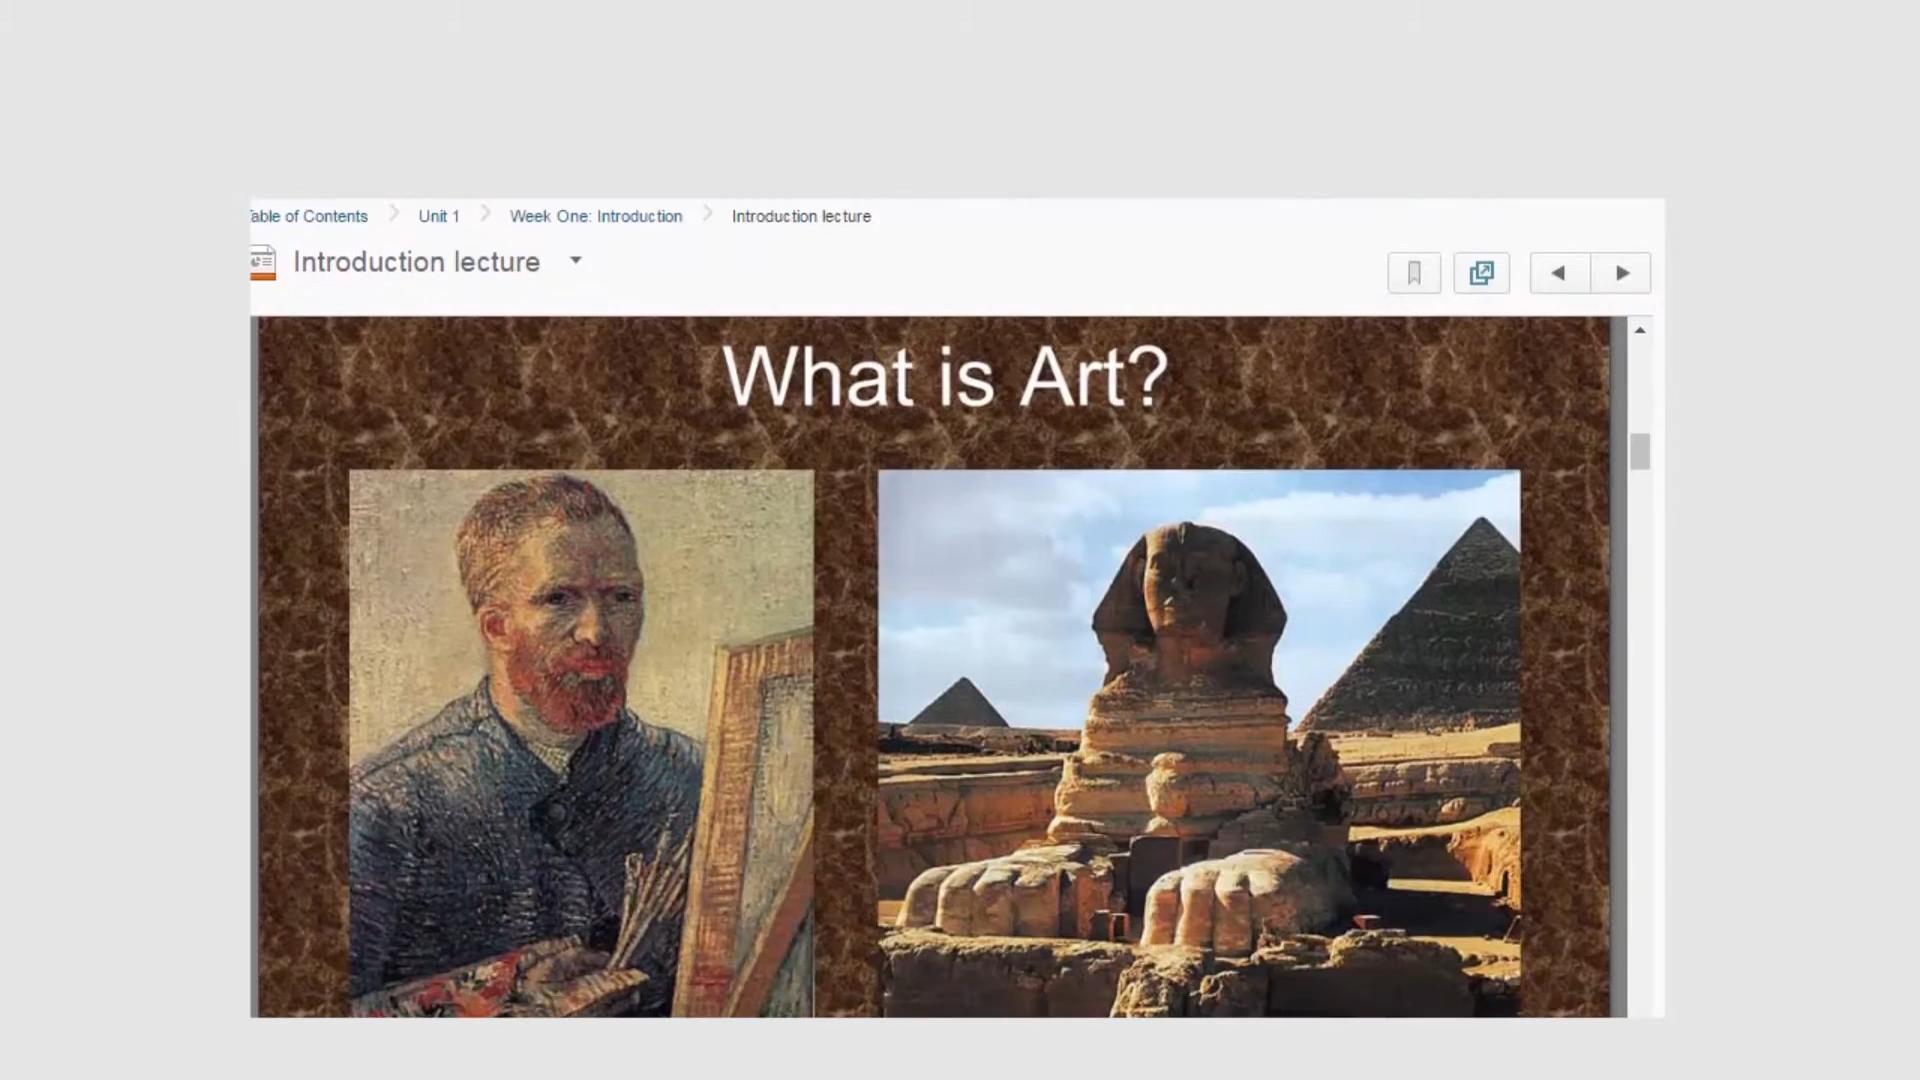 Table of Contents Unit 1 Week One: Introduction Introduction lecture
Introduction lecture
What is Art?